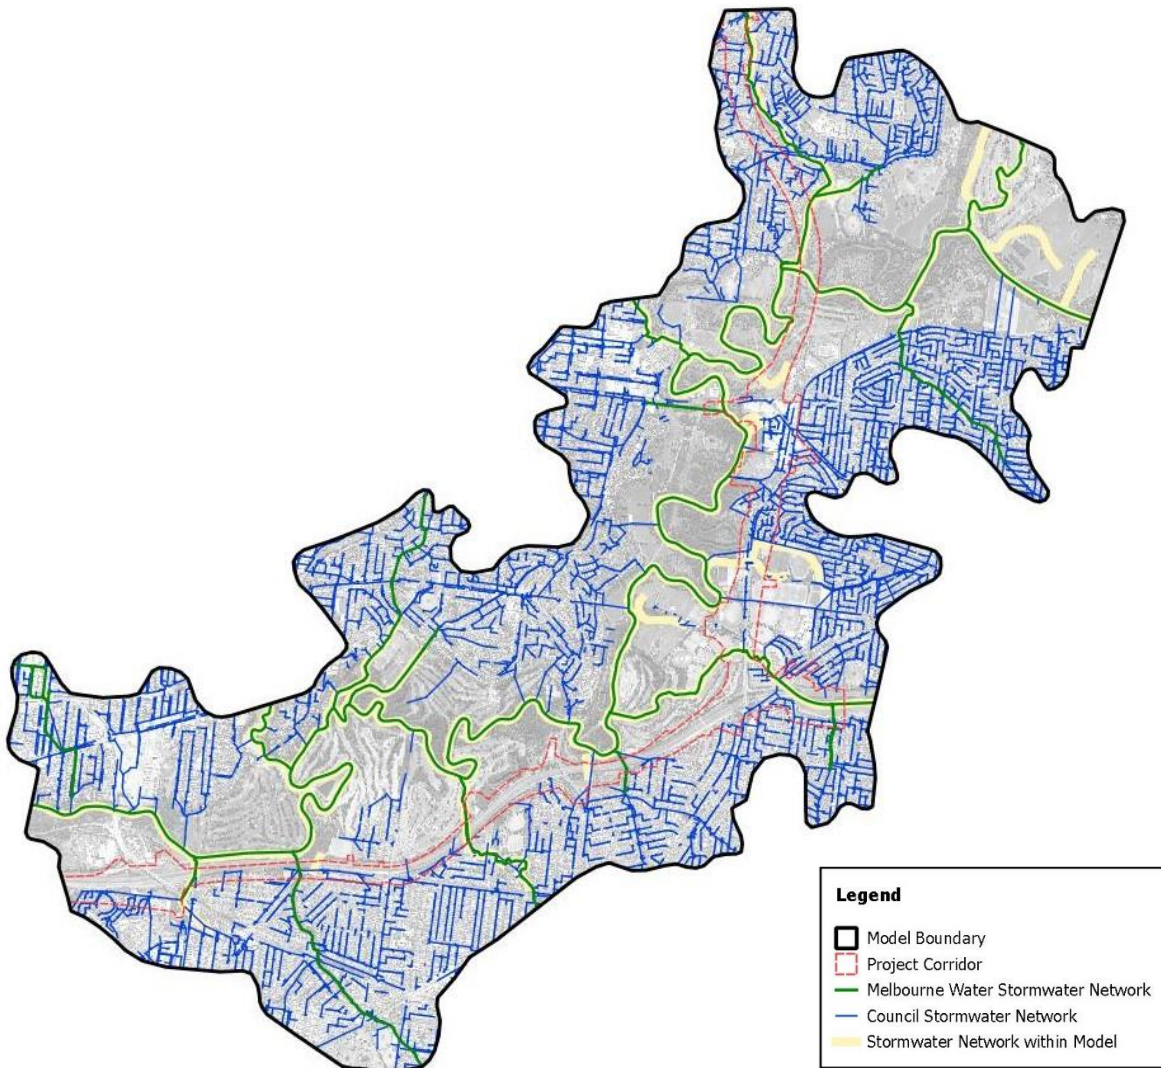 Legend
Model Boundary
Project Corridor
Melbourne Water Stormwater Network
Council Stormwater Network
Stormwater Network within Model